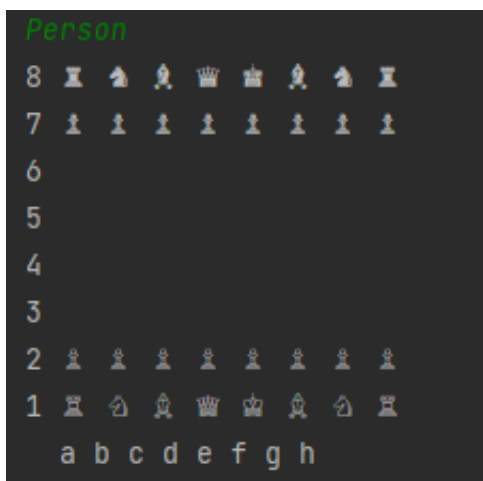 Person
8 ♜ ♞ ♝ ♛ ♚ ♝ ♞ ♜
7 ♟ ♟ ♟ ♟ ♟ ♟ ♟ ♟
6
5
4
3
2 ♙ ♙ ♙ ♙ ♙ ♙ ♙ ♙
1 ♖ ♘ ♗ ♕ ♔ ♗ ♘ ♖
a b c d e f g h